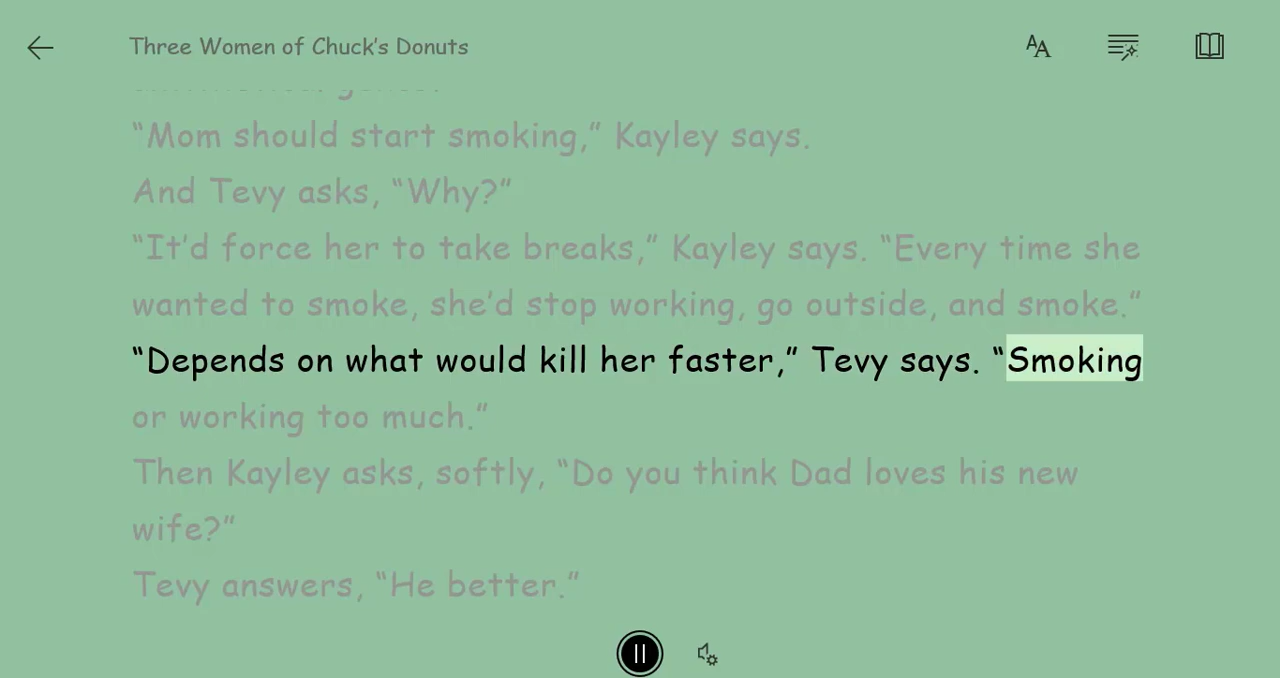 Three Women of Chuck's Donuts
“Mom should start smoking,” Kayley says.
And Tevy asks, “Why?”
“It’d force her to take breaks,” Kayley says. “Every time she
wanted to smoke, she’d stop working, go outside, and smoke.”
“Depends on what would kill her faster,” Tevy says. “Smoking
or working too much.”
Then Kayley asks, softly, “Do you think Dad loves his new
wife?”
Tevy answers, “He better.”